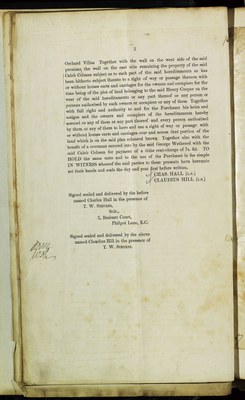 2
Orchard Villas Together with the wall on the west side of the said
premises, the wall on the east side remaining the property of the said
Caleb Colman subject as to such part of the said hereditaments as has
been hitherto subject thereto to a right of way or passage thereon with
or without horses carts and carriages for the owners and occupiers for the
time being of the plot of land belonging to the said Henry Cooper on the
west of the said hereditaments or any part thereof or any person or
persons authorised by such owners or occupiers or any of them Together
with full right and authority to and for the Purchaser his heirs and
assigns and the owners and occupiers of the hereditaments hereby
assured or any of them or any part thereof and every person authorised
by them or any of them to have and use a right of way or passage with
or without horses carts and carriages over and across that portion of the
land which is on the said plan coloured brown Together also with the
benefit of a covenant entered into by the said George Wethered with the
said Caleb Colman for payment of a tithe rent-charge of 7s. 6d. TO
HOLD the same unto and to the use of the Purchaser in fee simple
IN WITNESS whereof the said parties to these presents have hereunto
set their hands and seals the day and year first before written.
CHAS. HALL (L.S.)
CLAUDIUS HILL (L.S.)
Signed sealed and delivered by the before
named Charles Hall in the presence of
T. W. STEVENS,
Solr.,
Court,
Philpot Lane, E.C.
Signed sealed and delivered by the above
named Claudius Hill in the presence of
T. W. STEVENS.